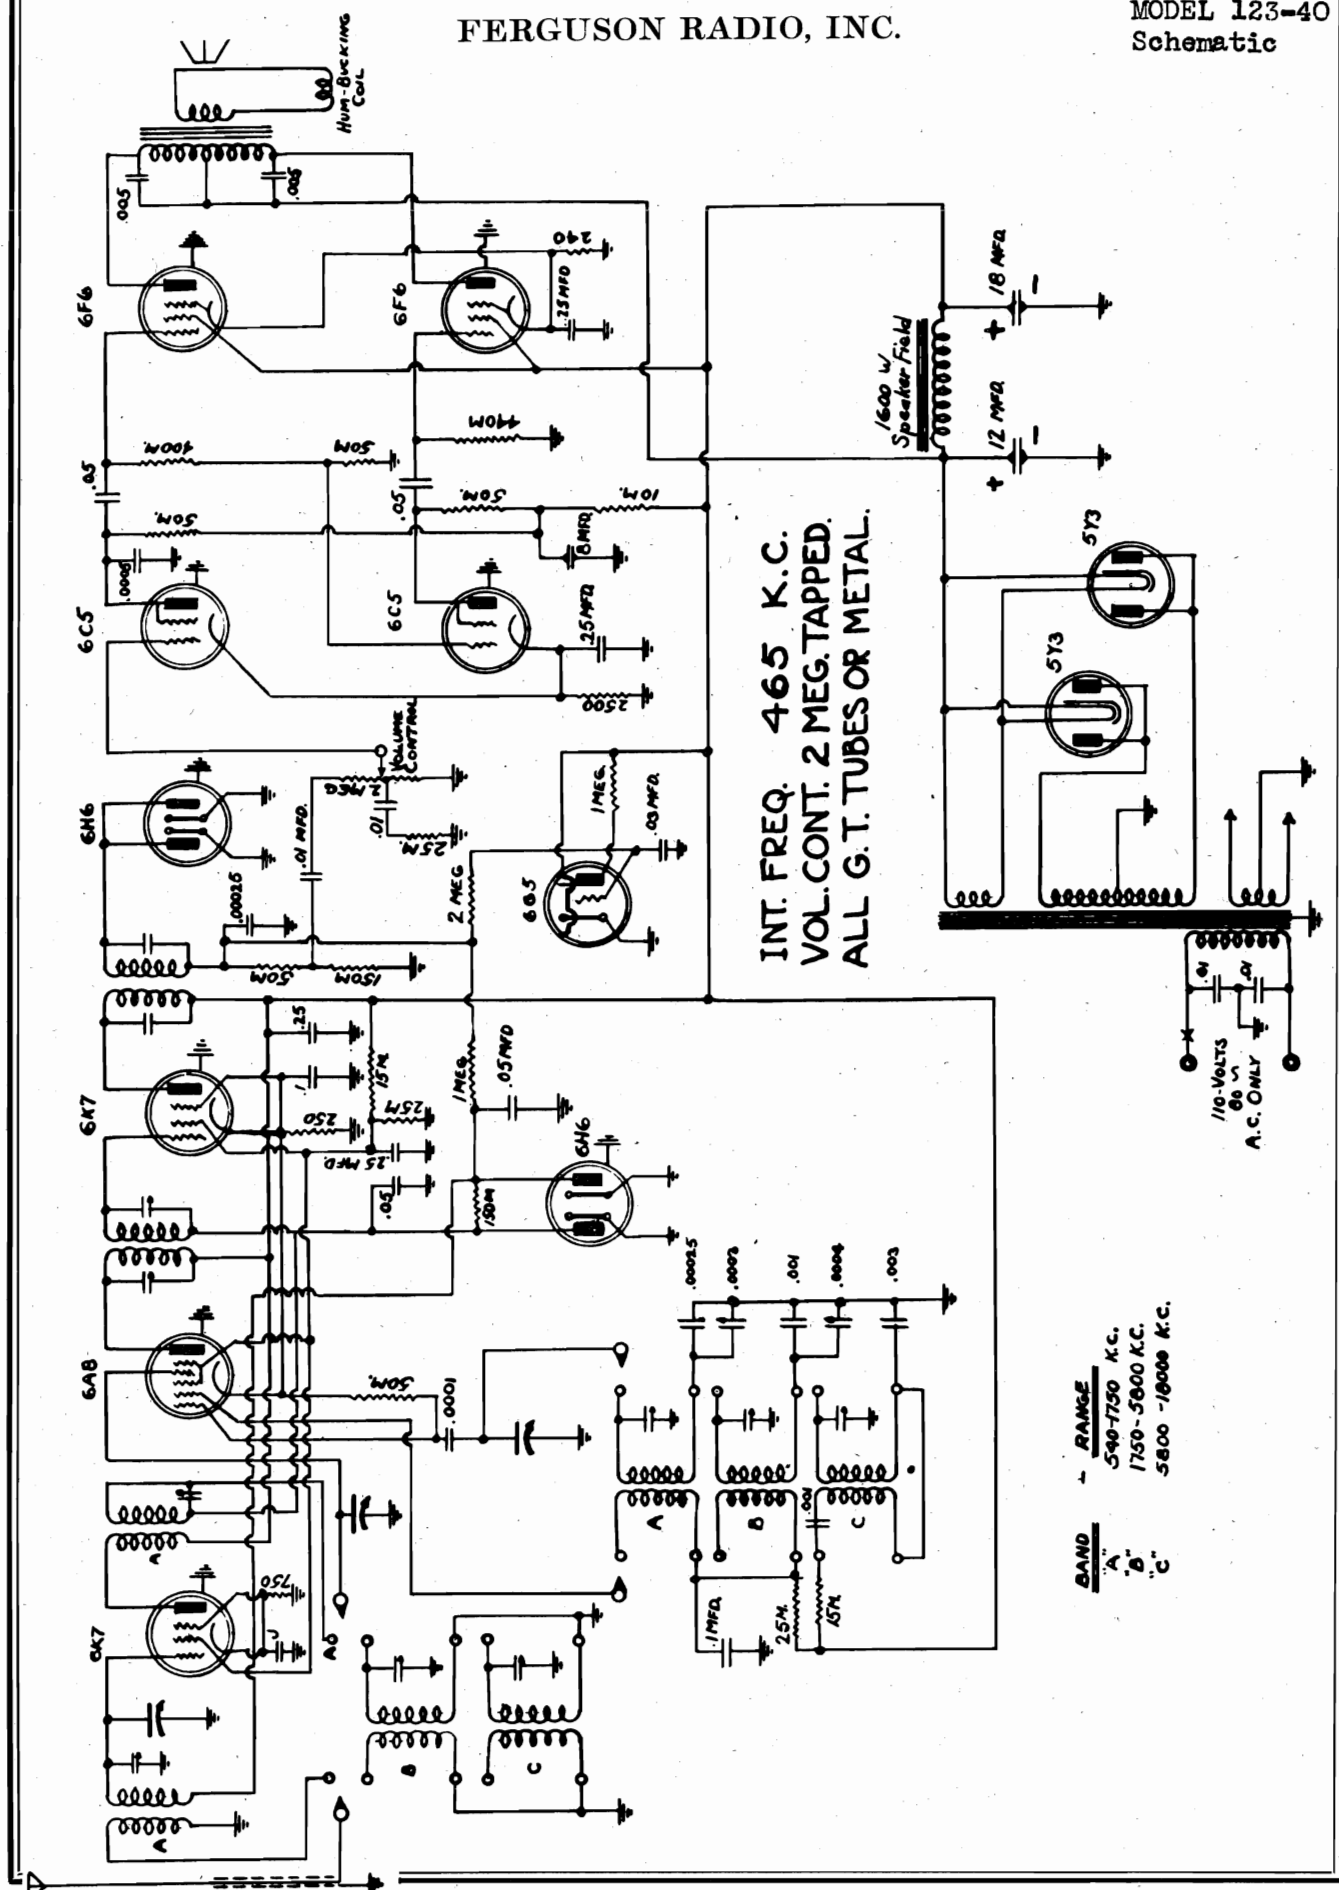 FERGUSON RADIO, INC.
MODEL 123-40
Schematic
HUM-BUCKING
COIL
.005
.005
6F6
6F6
240
.25 MFD
1600 W
Speaker Field
18 MFD.
+
−
12 MFD.
+
−
400M.
50M
440M
.05
.05
50M
50M.
10M.
.0005
8 MFD.
6C5
6C5
.25 MFD
2500
5Y3
5Y3
INT. FREQ. 465 K.C.
VOL. CONT. 2 MEG. TAPPED.
ALL G.T. TUBES OR METAL.
VOLUME
CONTROL
2 MEG
.01
25M
6H6
.01 MFD.
.00025
50M
150M
2 MEG
6G5
1 MEG.
.03 MFD.
.01
.01
110-VOLTS
60 ~
A.C. ONLY
6K7
.25
.1
250
15M
25M
.25 MFD.
.05
1 MEG
.05 MFD
150M
6H6
6A8
50M.
.0001
.00025
.0003
.001
.0004
.003
A
B
C
.001
.1 MFD.
25M
15M.
6K7
750
A
A
B
C
A
BAND - RANGE
"A" 540-1750 K.C.
"B" 1750-5800 K.C.
"C" 5800-18000 K.C.